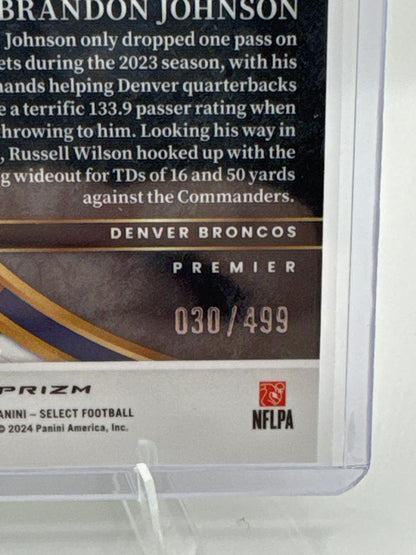 BRANDON JOHNSON
Johnson only dropped one pass on
ets during the 2023 season, with his
hands helping Denver quarterbacks
e a terrific 133.9 passer rating when
throwing to him. Looking his way in
, Russell Wilson hooked up with the
g wideout for TDs of 16 and 50 yards
against the Commanders.
DENVER BRONCOS
PREMIER
030/499
PRIZM
PANINI – SELECT FOOTBALL
© 2024 Panini America, Inc.
NFLPA